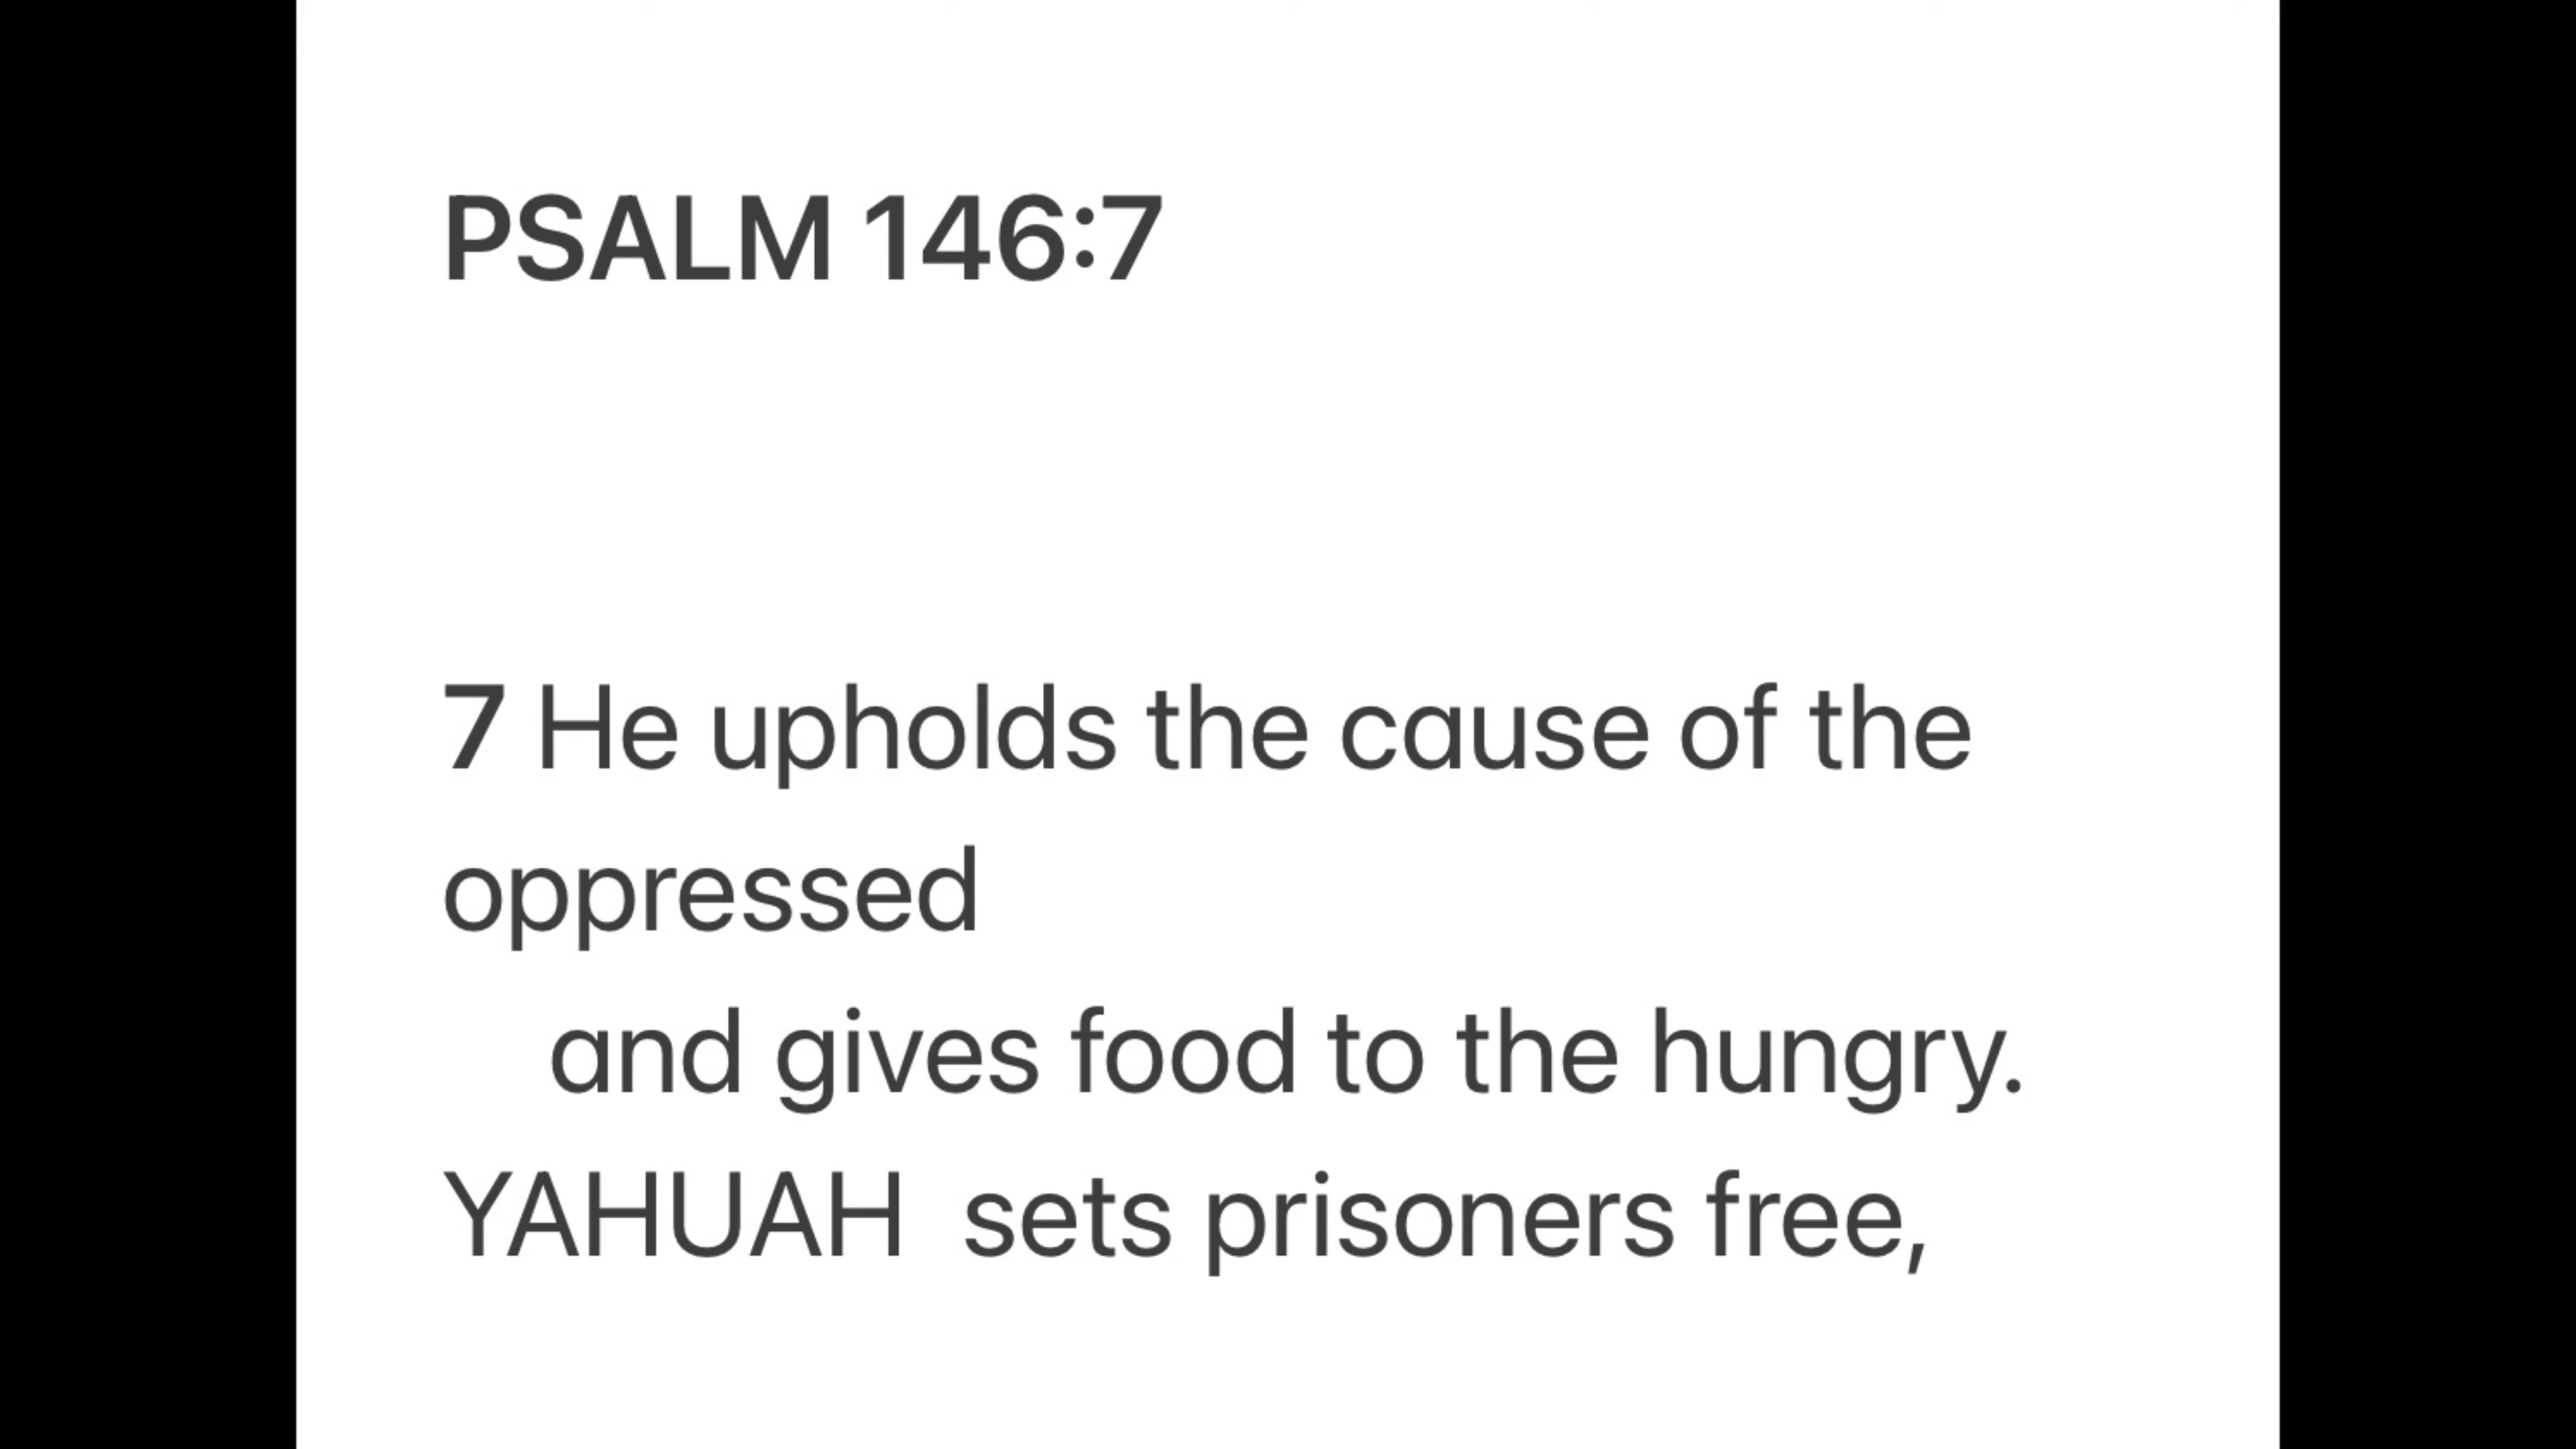 PSALM 146:7
7 He upholds the cause of the
oppressed
and gives food to the hungry.
YAHUAH  sets prisoners free,